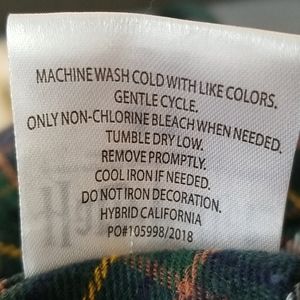 MACHINE WASH COLD WITH LIKE COLORS.
GENTLE CYCLE.
ONLY NON-CHLORINE BLEACH WHEN NEEDED.
TUMBLE DRY LOW.
REMOVE PROMPTLY.
COOL IRON IF NEEDED.
DO NOT IRON DECORATION.
HYBRID CALIFORNIA
PO#105998/2018